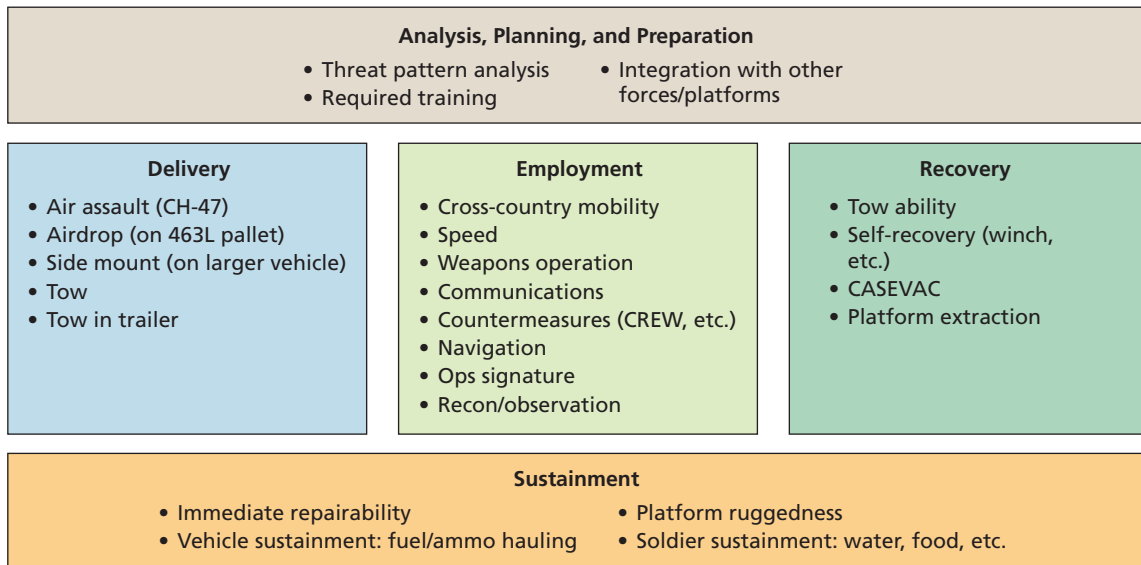 Analysis, Planning, and Preparation
• Threat pattern analysis
• Required training
• Integration with other
forces/platforms
Delivery
• Air assault (CH-47)
• Airdrop (on 463L pallet)
• Side mount (on larger vehicle)
• Tow
• Tow in trailer
Employment
• Cross-country mobility
• Speed
• Weapons operation
• Communications
• Countermeasures (CREW, etc.)
• Navigation
• Ops signature
• Recon/observation
Recovery
• Tow ability
• Self-recovery (winch,
etc.)
• CASEVAC
• Platform extraction
Sustainment
• Immediate repairability
• Vehicle sustainment: fuel/ammo hauling
• Platform ruggedness
• Soldier sustainment: water, food, etc.